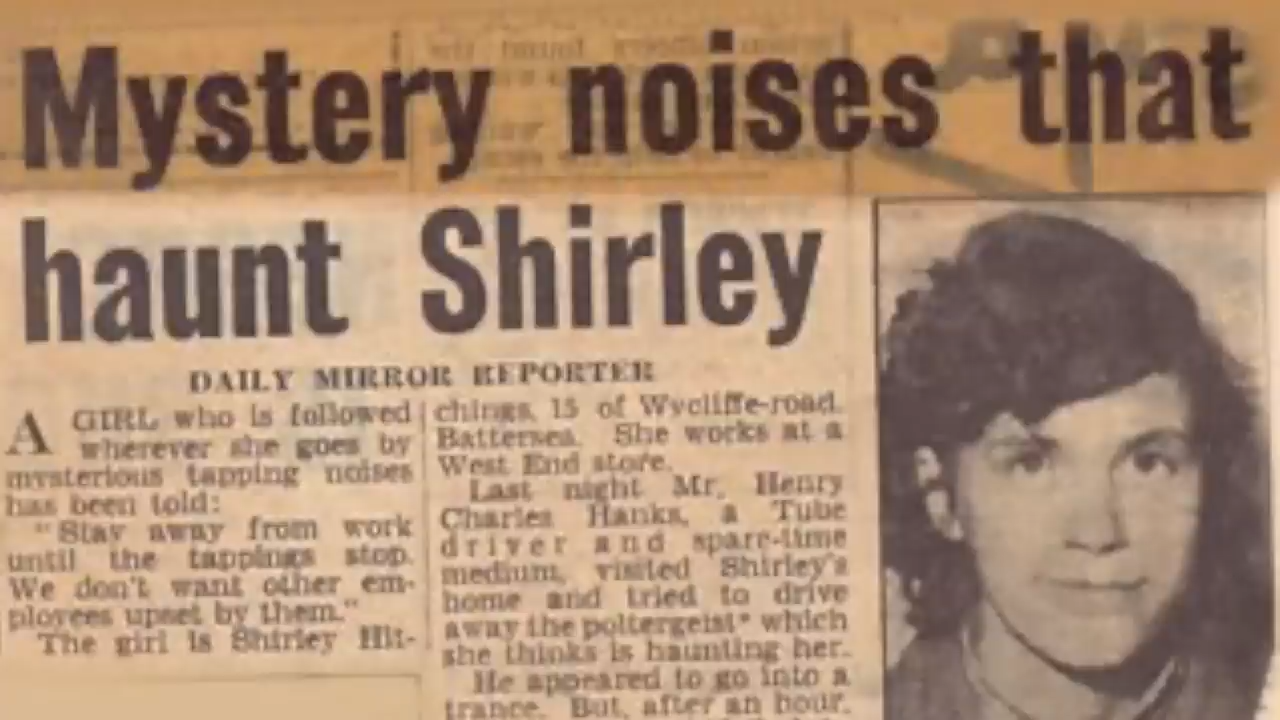 Mystery noises that
haunt Shirley
DAILY MIRROR REPORTER
A GIRL who is followed
wherever she goes by
mysterious tapping noises
has been told:
"Stay away from work
until the tappings stop.
We don't want other em-
ployees upset by them."
The girl is Shirley Hit-
chings, 15 of Wycliffe-road,
Battersea. She works at a
West End store.
Last night Mr. Henry
Charles Hanks, a Tube
driver and spare-time
medium, visited Shirley's
home and tried to drive
away the poltergeist* which
she thinks is haunting her.
He appeared to go into a
trance. But, after an hour,